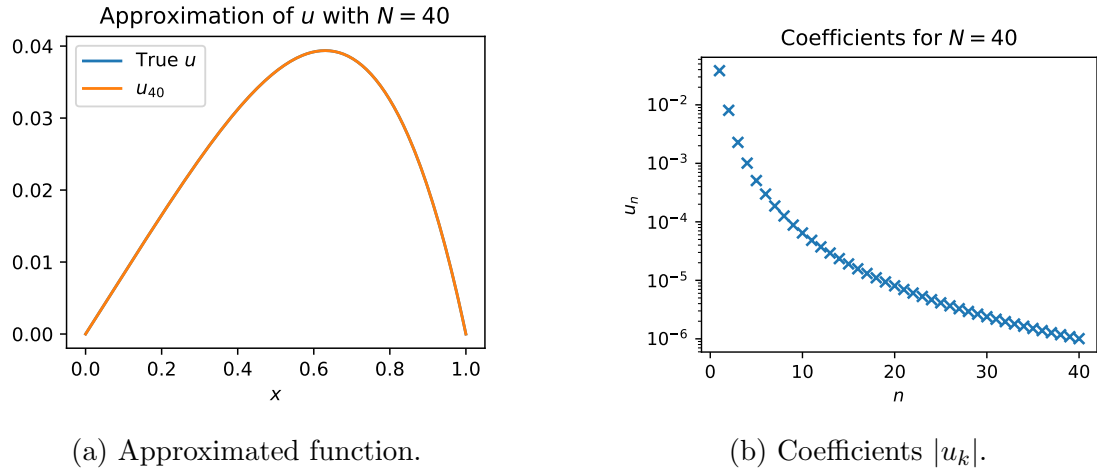 Approximation of u with N = 40
True u
u₄₀
0.04
0.03
0.02
0.01
0.00
0.0 0.2 0.4 0.6 0.8 1.0
x
(a) Approximated function.
Coefficients for N = 40
uₙ
10⁻²
10⁻³
10⁻⁴
10⁻⁵
10⁻⁶
0 10 20 30 40
n
(b) Coefficients |uₖ|.